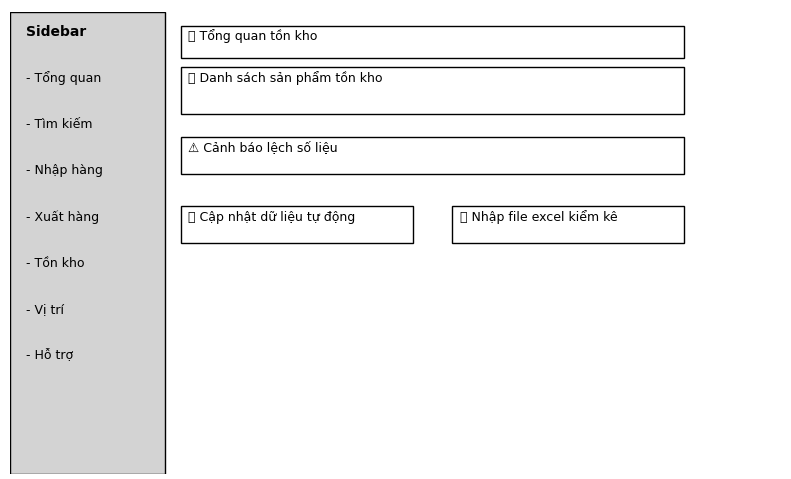 Sidebar
- Tổng quan
- Tìm kiếm
- Nhập hàng
- Xuất hàng
- Tồn kho
- Vị trí
- Hỗ trợ
Tổng quan tồn kho
Danh sách sản phẩm tồn kho
⚠ Cảnh báo lệch số liệu
Cập nhật dữ liệu tự động
Nhập file excel kiểm kê